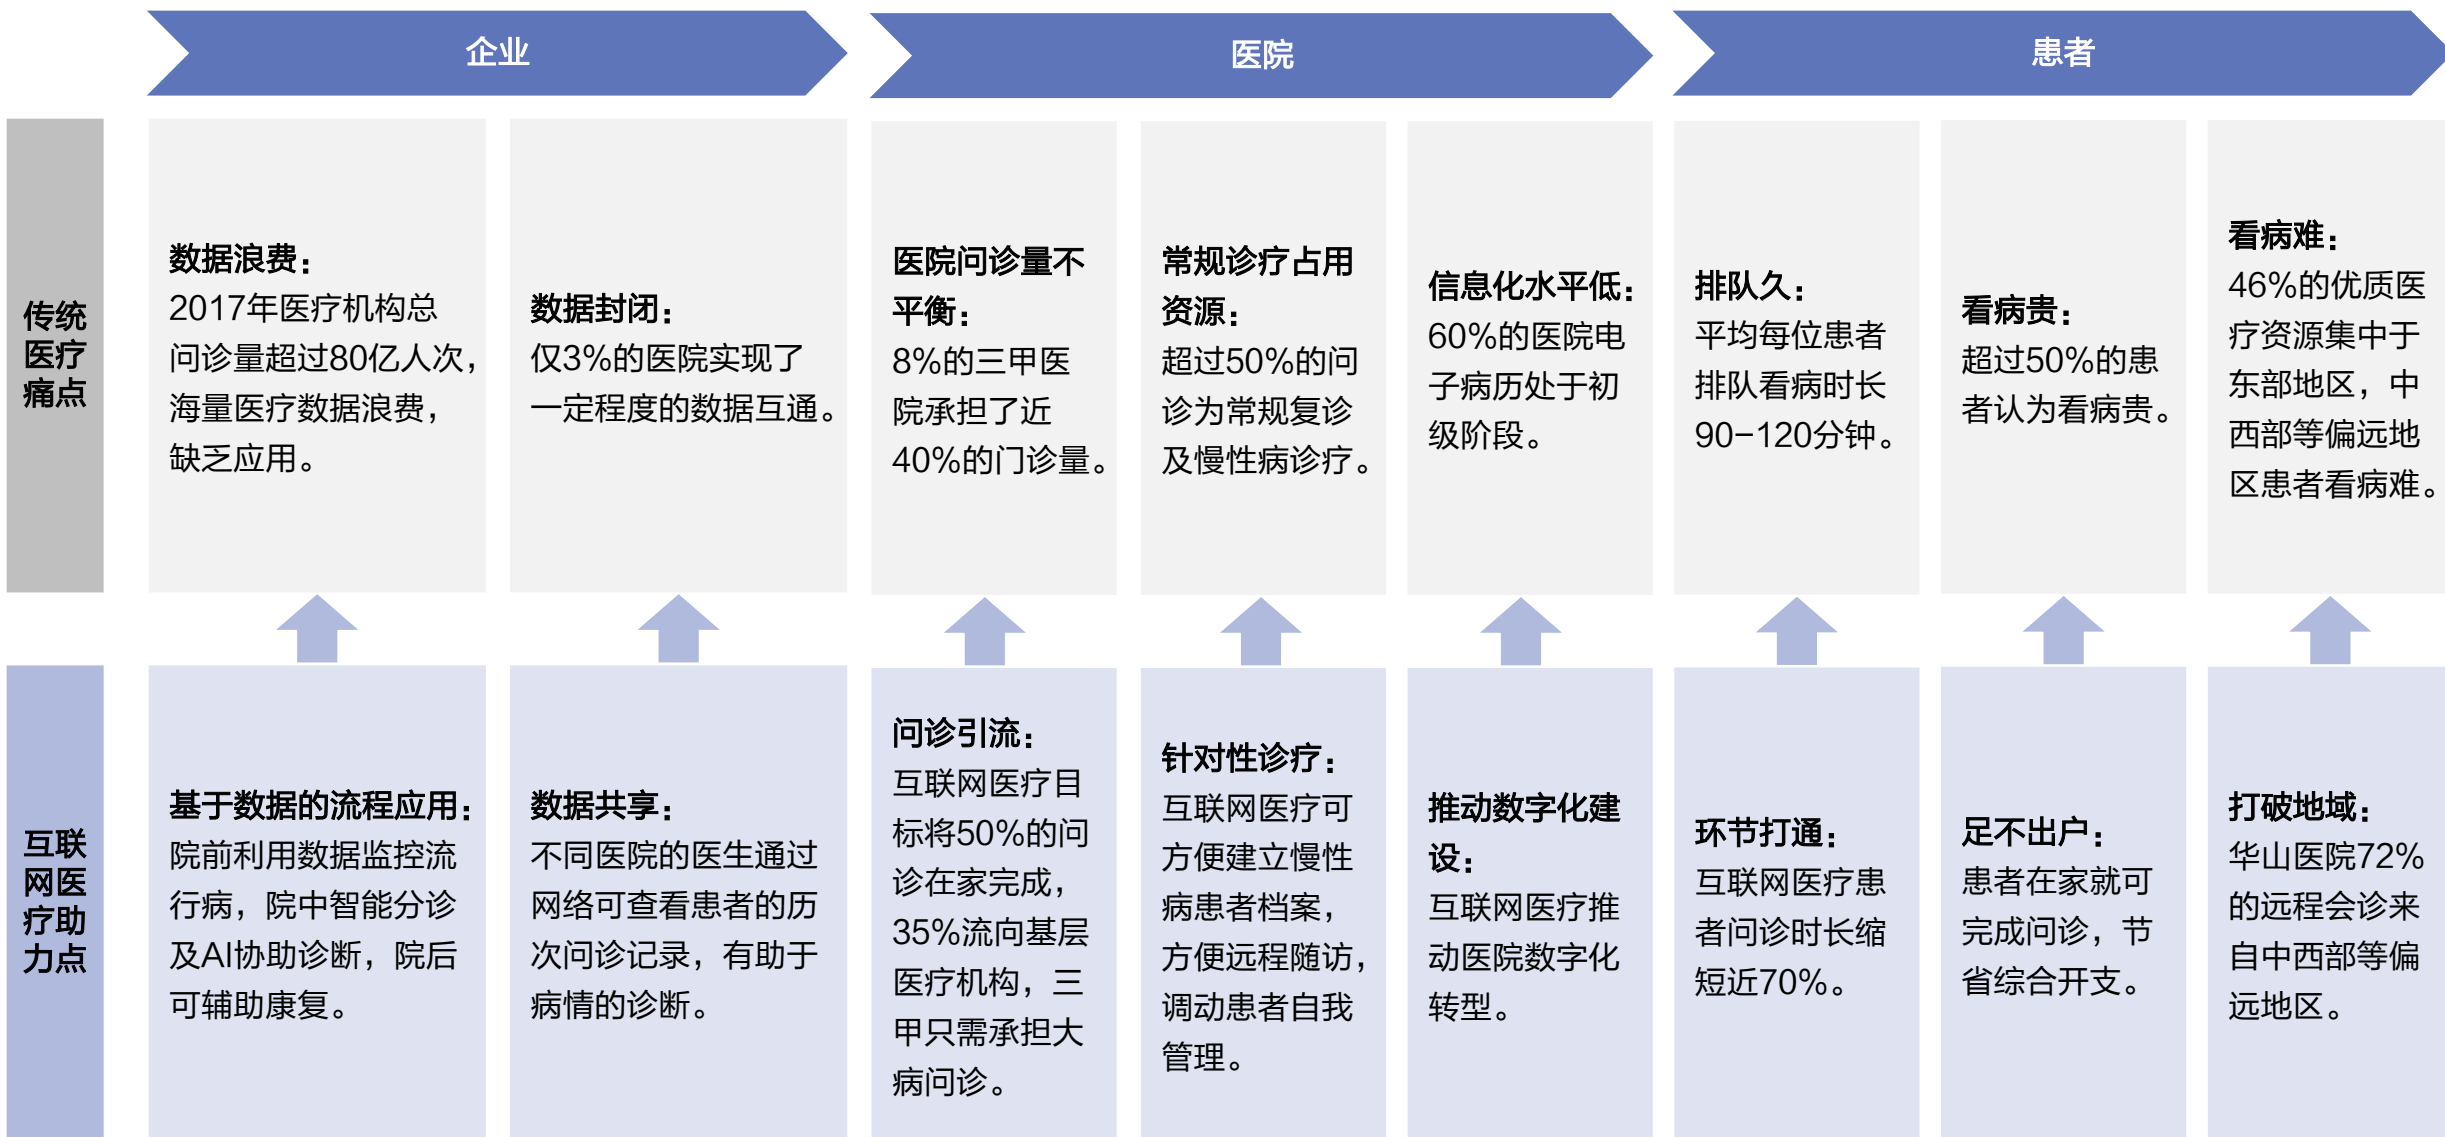 企业
医院
患者
传统
医疗
痛点
数据浪费：
2017年医疗机构总
问诊量超过80亿人次，
海量医疗数据浪费，
缺乏应用。
数据封闭：
仅3%的医院实现了
一定程度的数据互通。
医院问诊量不
平衡：
8%的三甲医
院承担了近
40%的门诊量。
常规诊疗占用
资源：
超过50%的问
诊为常规复诊
及慢性病诊疗。
信息化水平低：
60%的医院电
子病历处于初
级阶段。
排队久：
平均每位患者
排队看病时长
90-120分钟。
看病贵：
超过50%的患
者认为看病贵。
看病难：
46%的优质医
疗资源集中于
东部地区，中
西部等偏远地
区患者看病难。
互联
网医
疗助
力点
基于数据的流程应用：
院前利用数据监控流
行病，院中智能分诊
及AI协助诊断，院后
可辅助康复。
数据共享：
不同医院的医生通过
网络可查看患者的历
次问诊记录，有助于
病情的诊断。
问诊引流：
互联网医疗目
标将50%的问
诊在家完成，
35%流向基层
医疗机构，三
甲只需承担大
病问诊。
针对性诊疗：
互联网医疗可
方便建立慢性
病患者档案，
方便远程随访，
调动患者自我
管理。
推动数字化建
设：
互联网医疗推
动医院数字化
转型。
环节打通：
互联网医疗患
者问诊时长缩
短近70%。
足不出户：
患者在家就可
完成问诊，节
省综合开支。
打破地域：
华山医院72%
的远程会诊来
自中西部等偏
远地区。